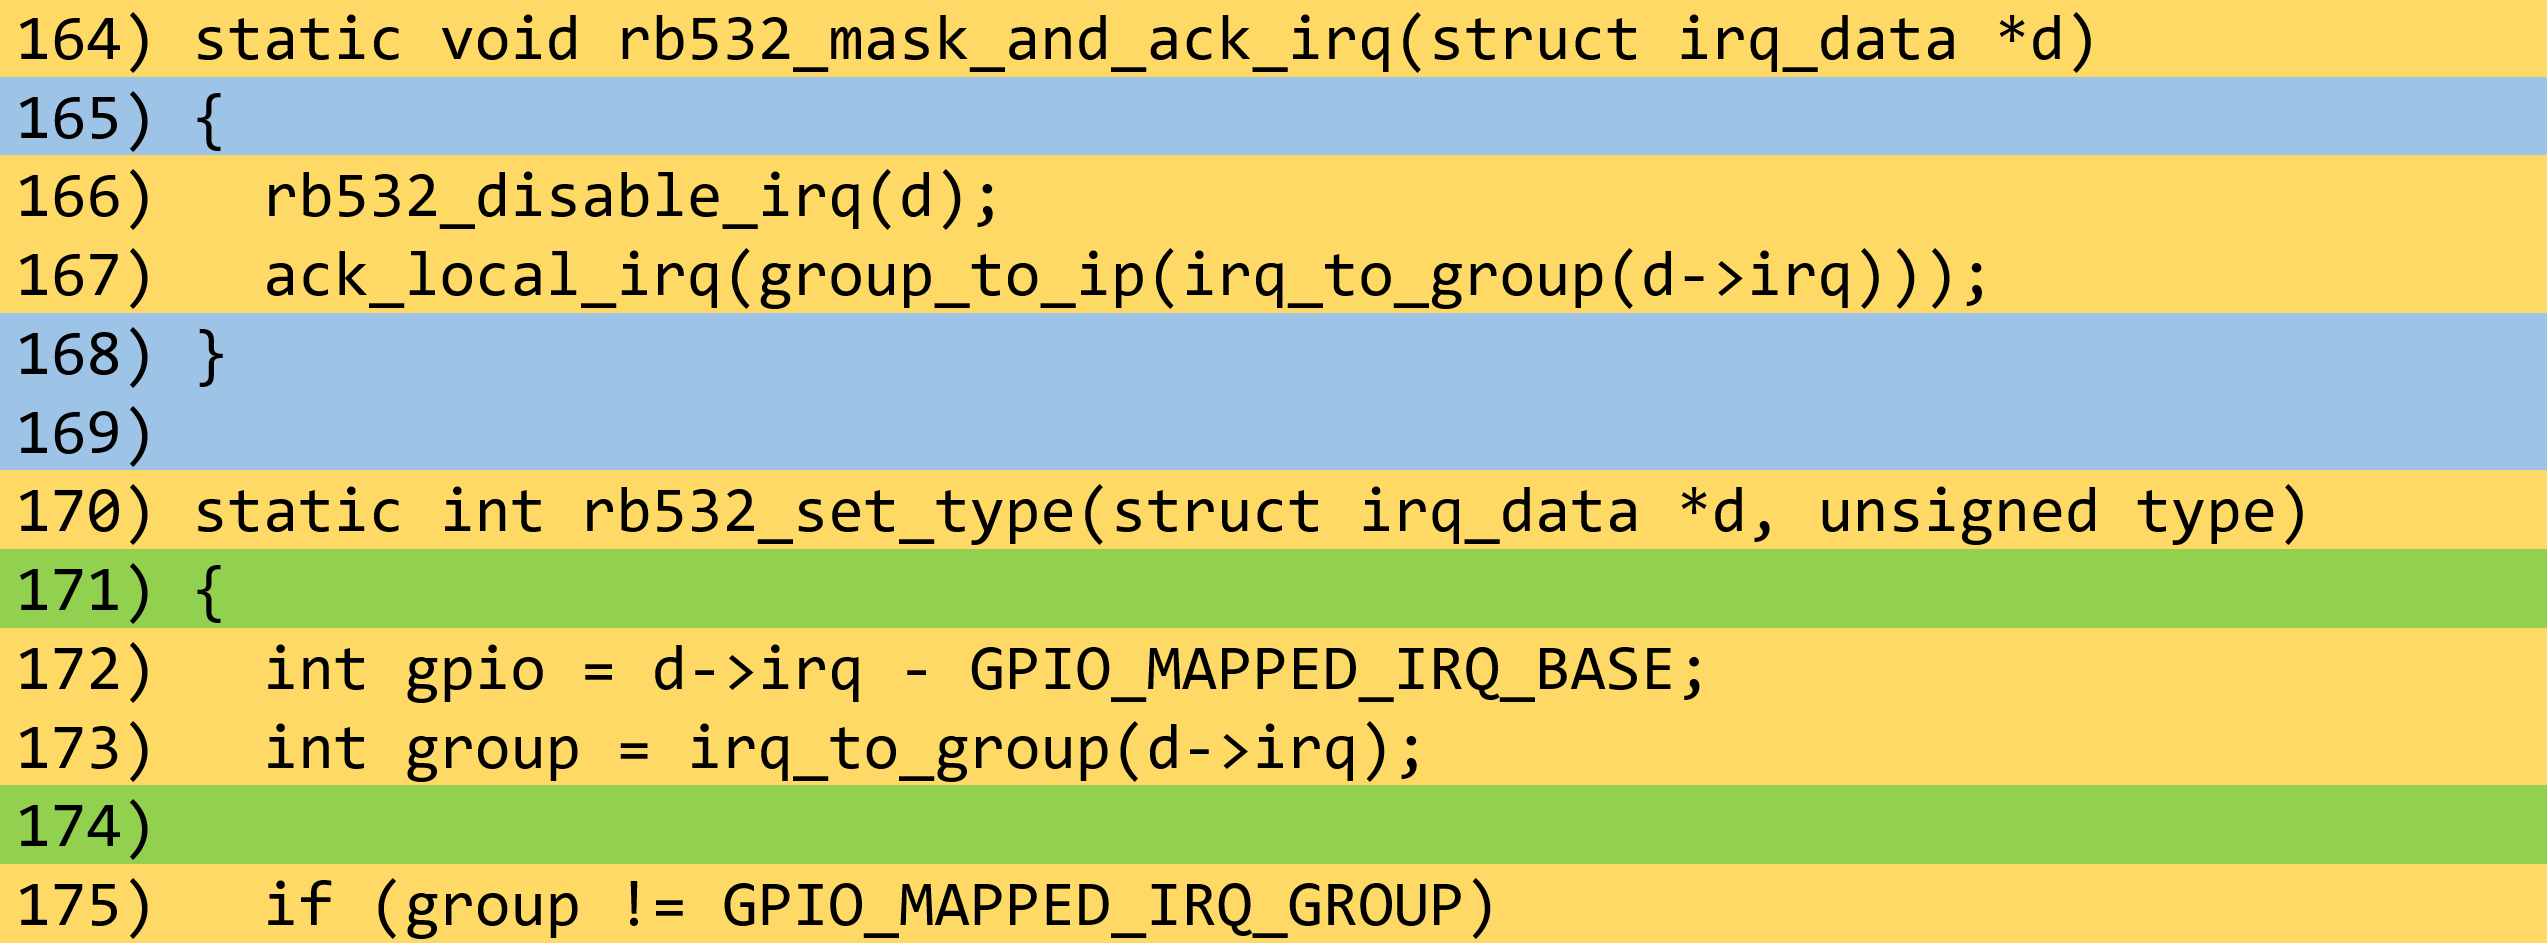 164) static void rb532_mask_and_ack_irq(struct irq_data *d)
165) {
166)   rb532_disable_irq(d);
167)   ack_local_irq(group_to_ip(irq_to_group(d->irq)));
168) }
169)
170) static int rb532_set_type(struct irq_data *d, unsigned type)
171) {
172)   int gpio = d->irq - GPIO_MAPPED_IRQ_BASE;
173)   int group = irq_to_group(d->irq);
174)
175)   if (group != GPIO_MAPPED_IRQ_GROUP)